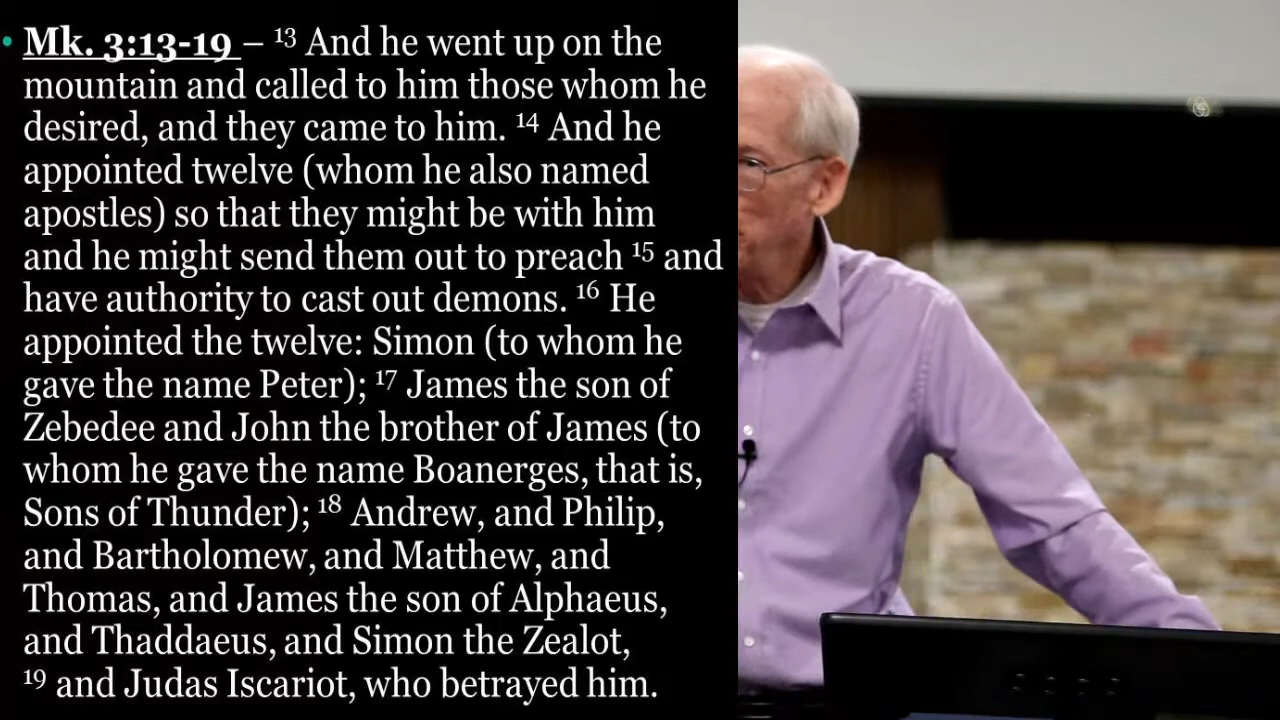 • Mk. 3:13-19 – 13 And he went up on the
mountain and called to him those whom he
desired, and they came to him. 14 And he
appointed twelve (whom he also named
apostles) so that they might be with him
and he might send them out to preach 15 and
have authority to cast out demons. 16 He
appointed the twelve: Simon (to whom he
gave the name Peter); 17 James the son of
Zebedee and John the brother of James (to
whom he gave the name Boanerges, that is,
Sons of Thunder); 18 Andrew, and Philip,
and Bartholomew, and Matthew, and
Thomas, and James the son of Alphaeus,
and Thaddaeus, and Simon the Zealot,
19 and Judas Iscariot, who betrayed him.